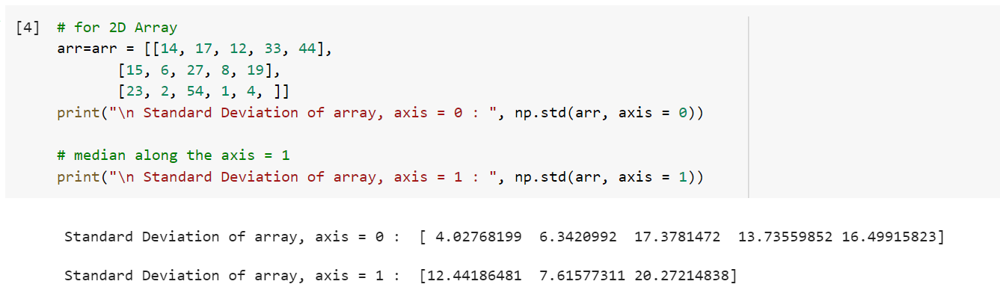 [4] # for 2D Array
arr=arr = [[14, 17, 12, 33, 44],
[15, 6, 27, 8, 19],
[23, 2, 54, 1, 4, ]]
print("\n Standard Deviation of array, axis = 0 : ", np.std(arr, axis = 0))
# median along the axis = 1
print("\n Standard Deviation of array, axis = 1 : ", np.std(arr, axis = 1))
Standard Deviation of array, axis = 0 :  [ 4.02768199  6.3420992  17.3781472  13.73559852 16.49915823]
Standard Deviation of array, axis = 1 :  [12.44186481  7.61577311 20.27214838]